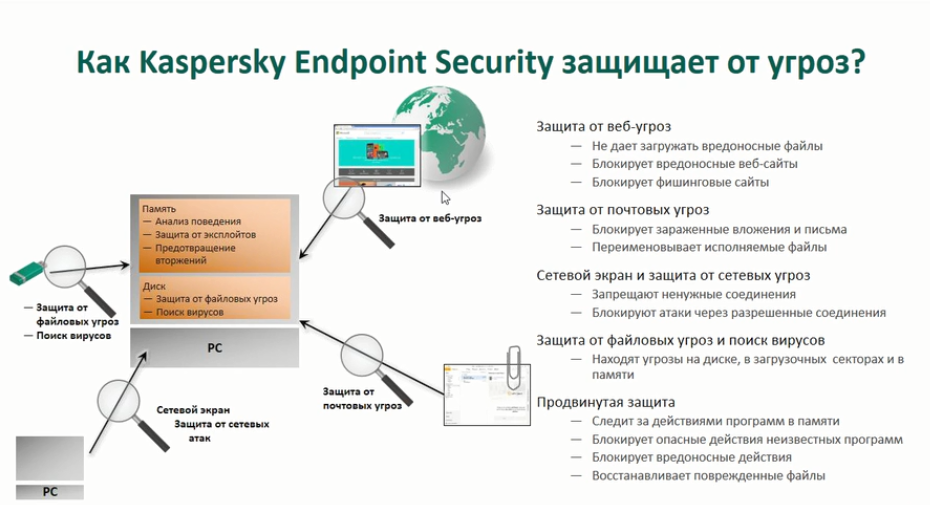 Как Kaspersky Endpoint Security защищает от угроз?
Память
— Анализ поведения
— Защита от эксплойтов
— Предотвращение
вторжений
Диск
— Защита от файловых угроз
— Поиск вирусов
PC
— Защита от
файловых угроз
— Поиск вирусов
Защита от веб-угроз
Защита от
почтовых угроз
Сетевой экран
Защита от сетевых
атак
PC
Защита от веб-угроз
— Не дает загружать вредоносные файлы
— Блокирует вредоносные веб-сайты
— Блокирует фишинговые сайты
Защита от почтовых угроз
— Блокирует зараженные вложения и письма
— Переименовывает исполняемые файлы
Сетевой экран и защита от сетевых угроз
— Запрещают ненужные соединения
— Блокируют атаки через разрешенные соединения
Защита от файловых угроз и поиск вирусов
— Находят угрозы на диске, в загрузочных секторах и в
памяти
Продвинутая защита
— Следит за действиями программ в памяти
— Блокирует опасные действия неизвестных программ
— Блокирует вредоносные действия
— Восстанавливает поврежденные файлы